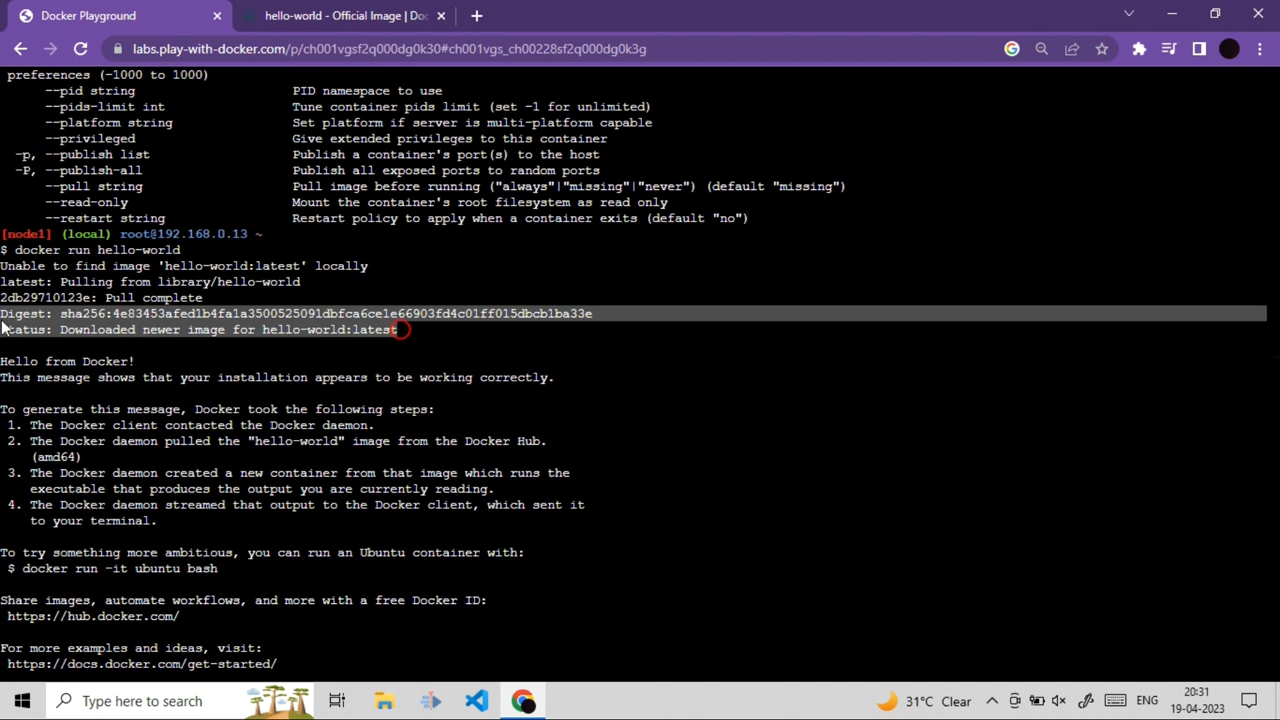 Docker Playground
hello-world - Official Image | Doc
labs.play-with-docker.com/p/ch001vgsf2q000dg0k30#ch001vgs_ch00228sf2q000dg0k3g
preferences (-1000 to 1000)
--pid string PID namespace to use
--pids-limit int Tune container pids limit (set -1 for unlimited)
--platform string Set platform if server is multi-platform capable
--privileged Give extended privileges to this container
-p, --publish list Publish a container's port(s) to the host
-P, --publish-all Publish all exposed ports to random ports
--pull string Pull image before running ("always"|"missing"|"never") (default "missing")
--read-only Mount the container's root filesystem as read only
--restart string Restart policy to apply when a container exits (default "no")
[node1] (local) root@192.168.0.13 ~
$ docker run hello-world
Unable to find image 'hello-world:latest' locally
latest: Pulling from library/hello-world
2db29710123e: Pull complete
Digest: sha256:4e83453afed1b4fa1a3500525091dbfca6ce1e66903fd4c01ff015dbcb1ba33e
Status: Downloaded newer image for hello-world:latest
Hello from Docker!
This message shows that your installation appears to be working correctly.
To generate this message, Docker took the following steps:
1. The Docker client contacted the Docker daemon.
2. The Docker daemon pulled the "hello-world" image from the Docker Hub.
(amd64)
3. The Docker daemon created a new container from that image which runs the
executable that produces the output you are currently reading.
4. The Docker daemon streamed that output to the Docker client, which sent it
to your terminal.
To try something more ambitious, you can run an Ubuntu container with:
$ docker run -it ubuntu bash
Share images, automate workflows, and more with a free Docker ID:
https://hub.docker.com/
For more examples and ideas, visit:
https://docs.docker.com/get-started/
Type here to search
31°C Clear
ENG
20:31
19-04-2023